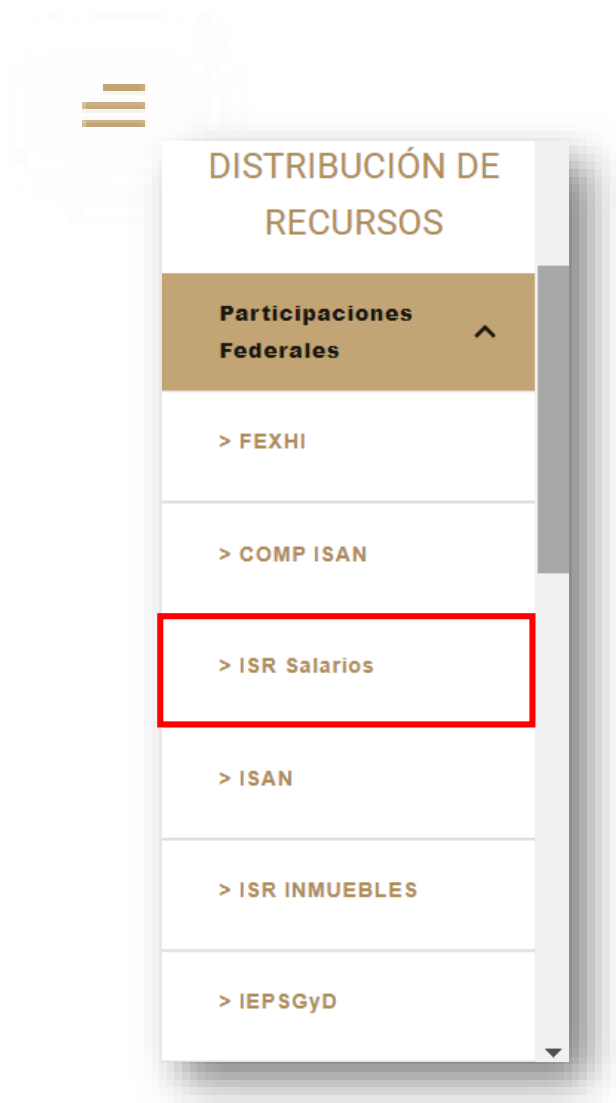 DISTRIBUCIÓN DE
RECURSOS
Participaciones
Federales
> FEXHI
> COMP ISAN
> ISR Salarios
> ISAN
> ISR INMUEBLES
> IEPSGyD